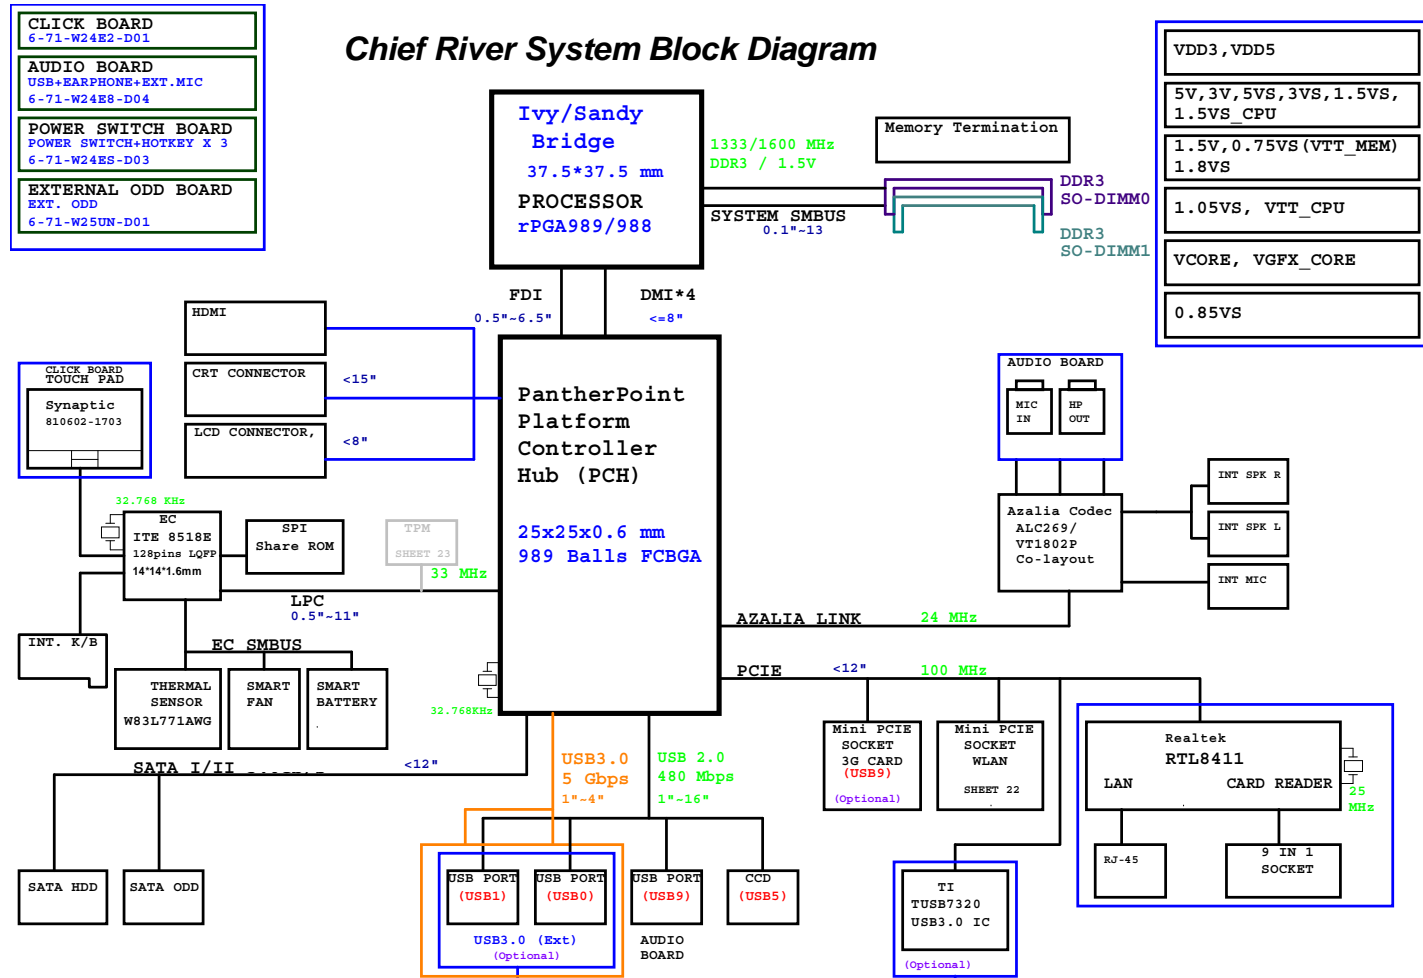 Chief River System Block Diagram
CLICK BOARD
6-71-W24E2-D01
AUDIO BOARD
USB+EARPHONE+EXT.MIC
6-71-W24E8-D04
POWER SWITCH BOARD
POWER SWITCH+HOTKEY X 3
6-71-W24ES-D03
EXTERNAL ODD BOARD
EXT. ODD
6-71-W25UN-D01
Ivy/Sandy
Bridge
37.5*37.5 mm
PROCESSOR
rPGA989/988
1333/1600 MHz
DDR3 / 1.5V
SYSTEM SMBUS
0.1"~13
Memory Termination
DDR3
SO-DIMM0
DDR3
SO-DIMM1
VDD3,VDD5
5V,3V,5VS,3VS,1.5VS,
1.5VS_CPU
1.5V,0.75VS(VTT_MEM)
1.8VS
1.05VS, VTT_CPU
VCORE, VGFX_CORE
0.85VS
FDI
0.5"~6.5"
DMI*4
<=8"
HDMI
CRT CONNECTOR
<15"
LCD CONNECTOR,
<8"
CLICK BOARD
TOUCH PAD
Synaptic
810602-1703
PantherPoint
Platform
Controller
Hub (PCH)
25x25x0.6 mm
989 Balls FCBGA
AUDIO BOARD
MIC
IN
HP
OUT
INT SPK R
INT SPK L
INT MIC
Azalia Codec
ALC269/
VT1802P
Co-layout
32.768 KHz
EC
ITE 8518E
128pins LQFP
14*14*1.6mm
SPI
Share ROM
TPM
SHEET 23
33 MHz
LPC
0.5"~11"
INT. K/B
EC SMBUS
THERMAL
SENSOR
W83L771AWG
SMART
FAN
SMART
BATTERY
.
32.768KHz
AZALIA LINK
24 MHz
PCIE
<12"
100 MHz
Mini PCIE
SOCKET
3G CARD
(USB9)
(Optional)
Mini PCIE
SOCKET
WLAN
SHEET 22
Realtek
RTL8411
LAN
CARD READER
25
MHz
RJ-45
9 IN 1
SOCKET
SATA I/II
<12"
USB3.0
5 Gbps
1"~4"
USB 2.0
480 Mbps
1"~16"
SATA HDD
SATA ODD
USB PORT
(USB1)
USB PORT
(USB0)
USB PORT
(USB9)
CCD
(USB5)
USB3.0 (Ext)
(Optional)
AUDIO
BOARD
TI
TUSB7320
USB3.0 IC
(Optional)